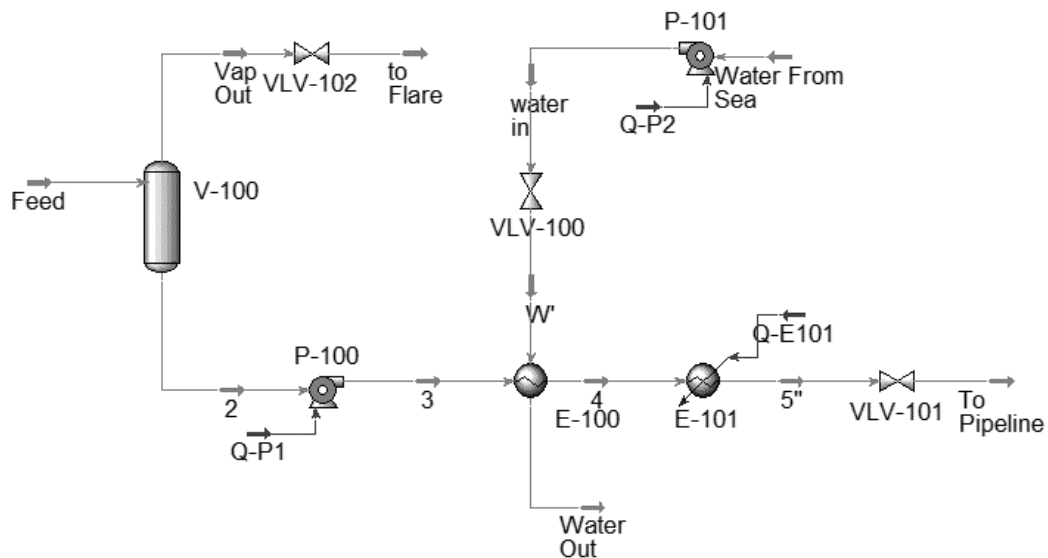 P-101
Vap
Out
VLV-102
to
Flare
Water From
Sea
water
in
Q-P2
Feed
V-100
VLV-100
W'
Q-E101
P-100
2
3
4
5"
E-100
E-101
VLV-101
To
Pipeline
Q-P1
Water
Out